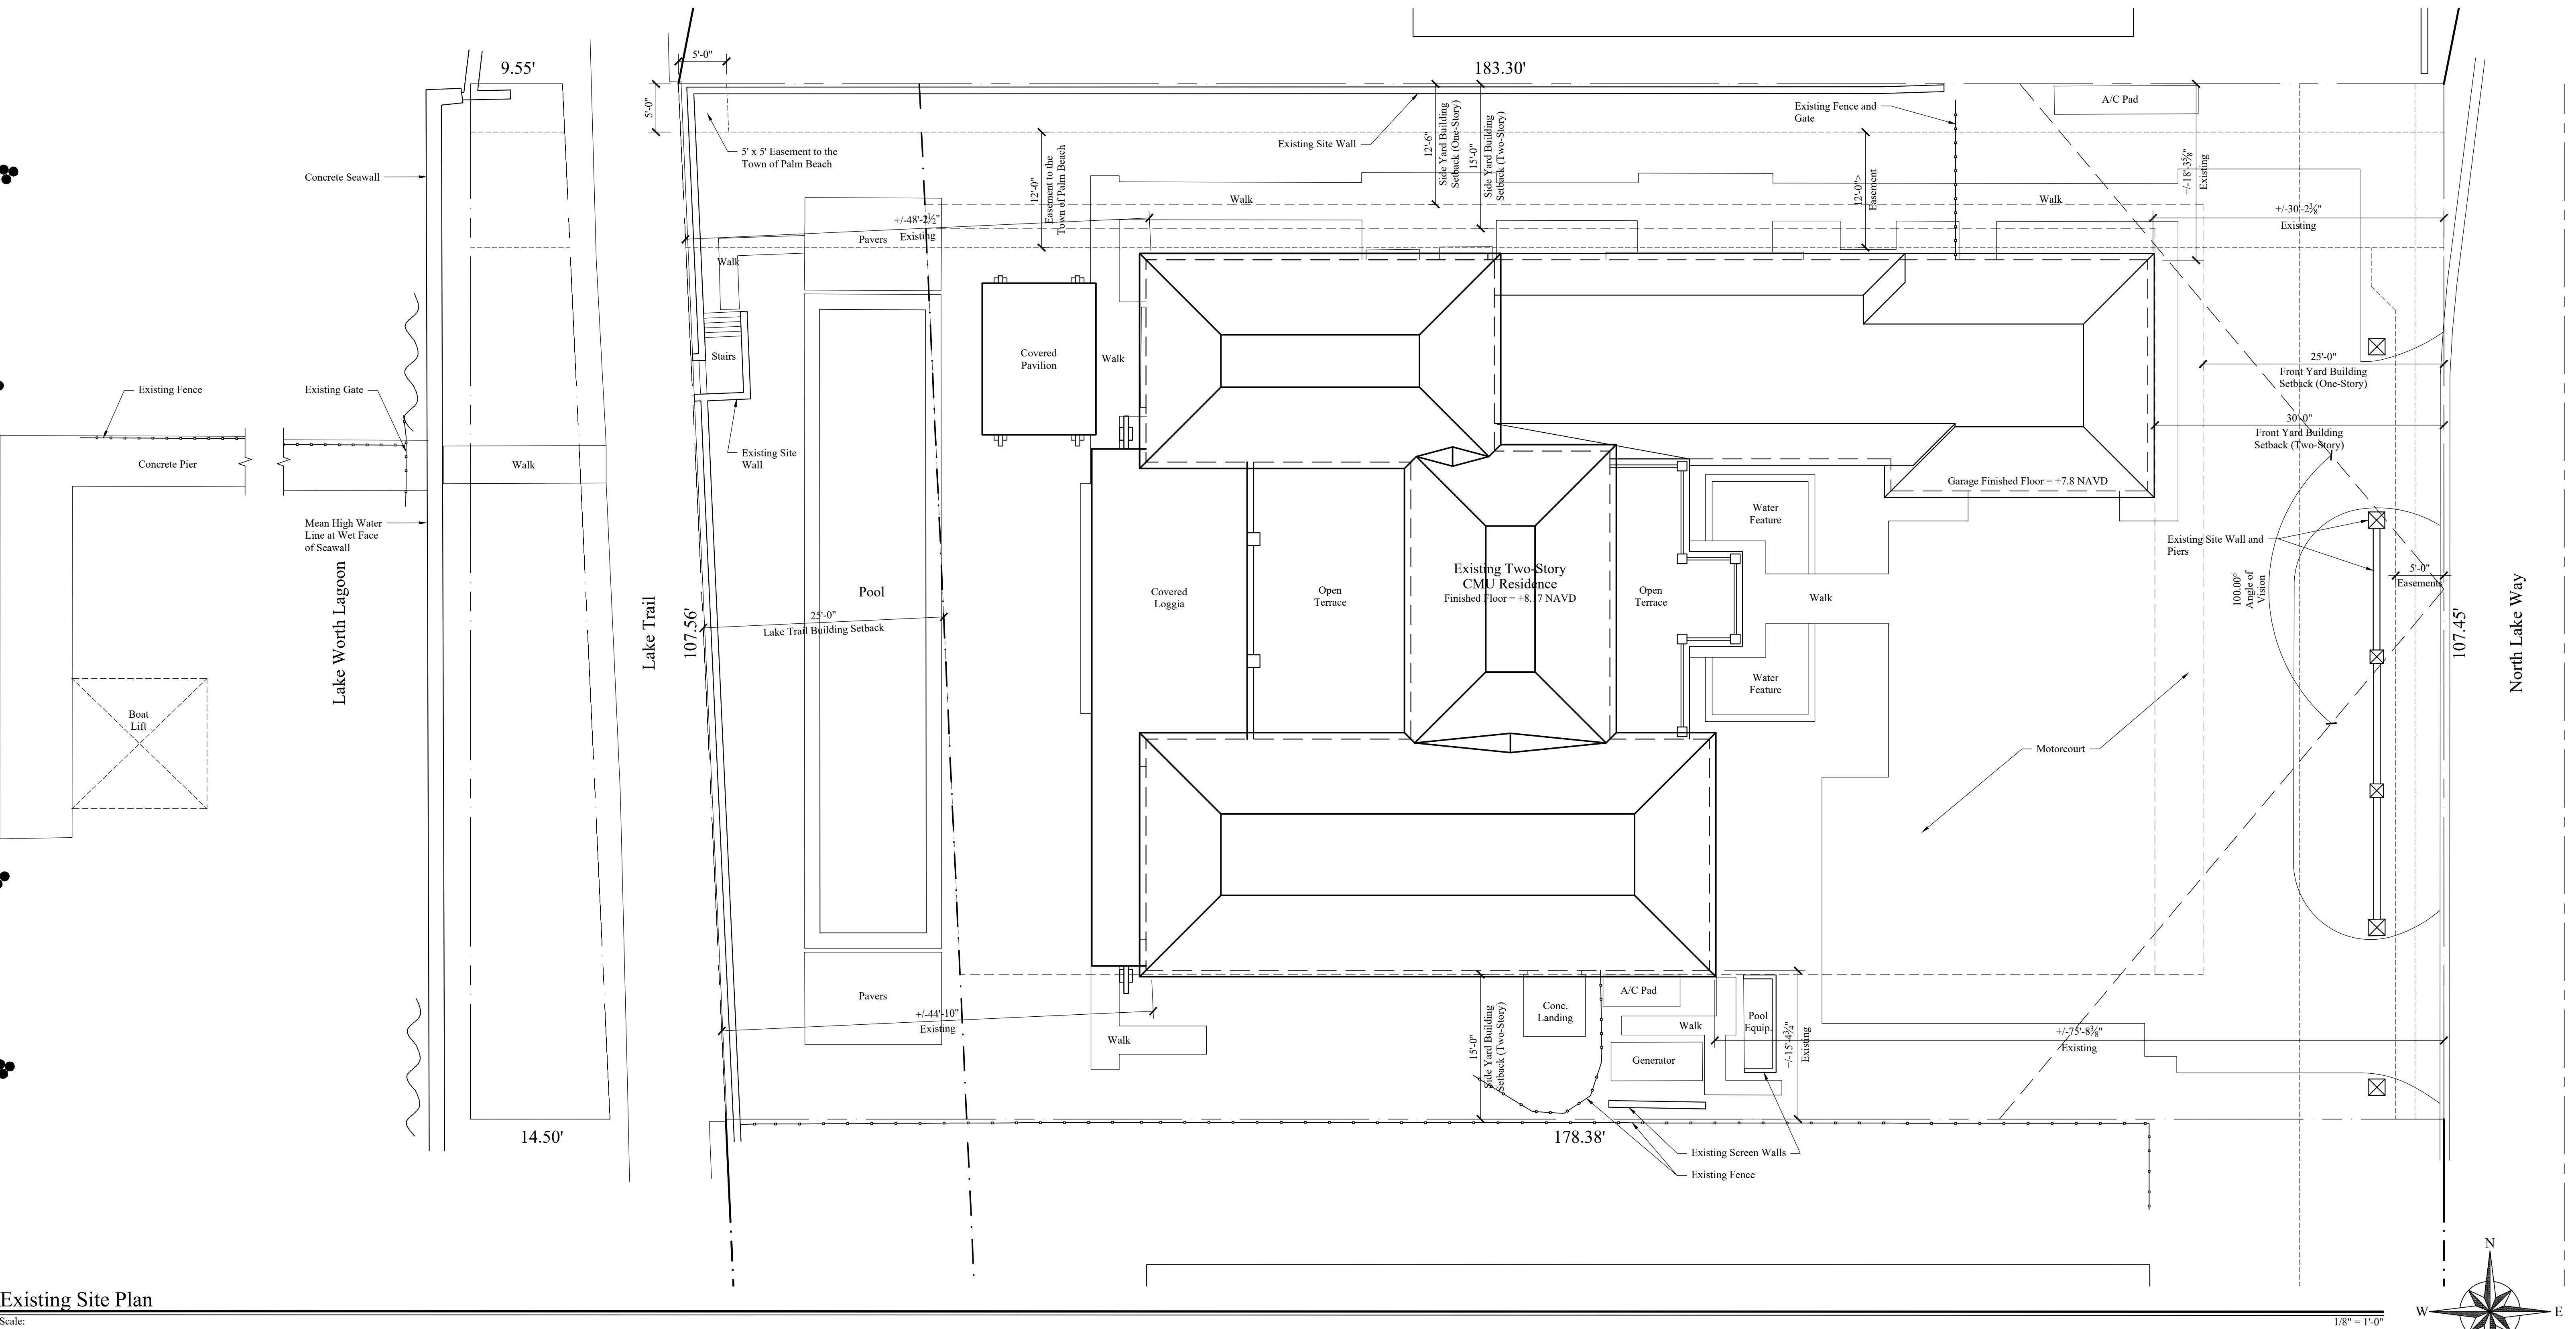 9.55'
5'-0"
183.30'
5'-0"
A/C Pad
Existing Fence and
Gate
5' x 5' Easement to the
Town of Palm Beach
Existing Site Wall
12'-6"
Side Yard Building
Setback (One-Story)
15'-0"
Side Yard Building
Setback (Two-Story)
12'-0"
Easement to the
Town of Palm Beach
12'-0">
Easement
+/-18'-3⅝"
Existing
Concrete Seawall
Walk
Walk
+/-48'-2½"
Existing
+/-30'-2⅜"
Existing
Pavers
Walk
Stairs
Covered
Pavilion
Walk
25'-0"
Front Yard Building
Setback (One-Story)
30'-0"
Front Yard Building
Setback (Two-Story)
Existing Fence
Existing Gate
Concrete Pier
Walk
Existing Site
Wall
Garage Finished Floor = +7.8 NAVD
Mean High Water
Line at Wet Face
of Seawall
Water
Feature
Existing Site Wall and
Piers
5'-0"
Easements
100.00°
Angle of
Vision
Lake Worth Lagoon
Lake Trail
107.56'
Pool
25'-0"
Lake Trail Building Setback
Covered
Loggia
Open
Terrace
Existing Two-Story
CMU Residence
Finished Floor = +8.17 NAVD
Open
Terrace
Walk
107.45'
North Lake Way
Water
Feature
Boat
Lift
Motorcourt
Pavers
+/-44'-10"
Existing
Walk
15'-0"
Side Yard Building
Setback (Two-Story)
Conc.
Landing
A/C Pad
Walk
Generator
Pool
Equip.
+/-15'-4¾"
Existing
+/-75'-8⅜"
Existing
14.50'
178.38'
Existing Screen Walls
Existing Fence
N
W
E
Existing Site Plan
Scale:
1/8" = 1'-0"